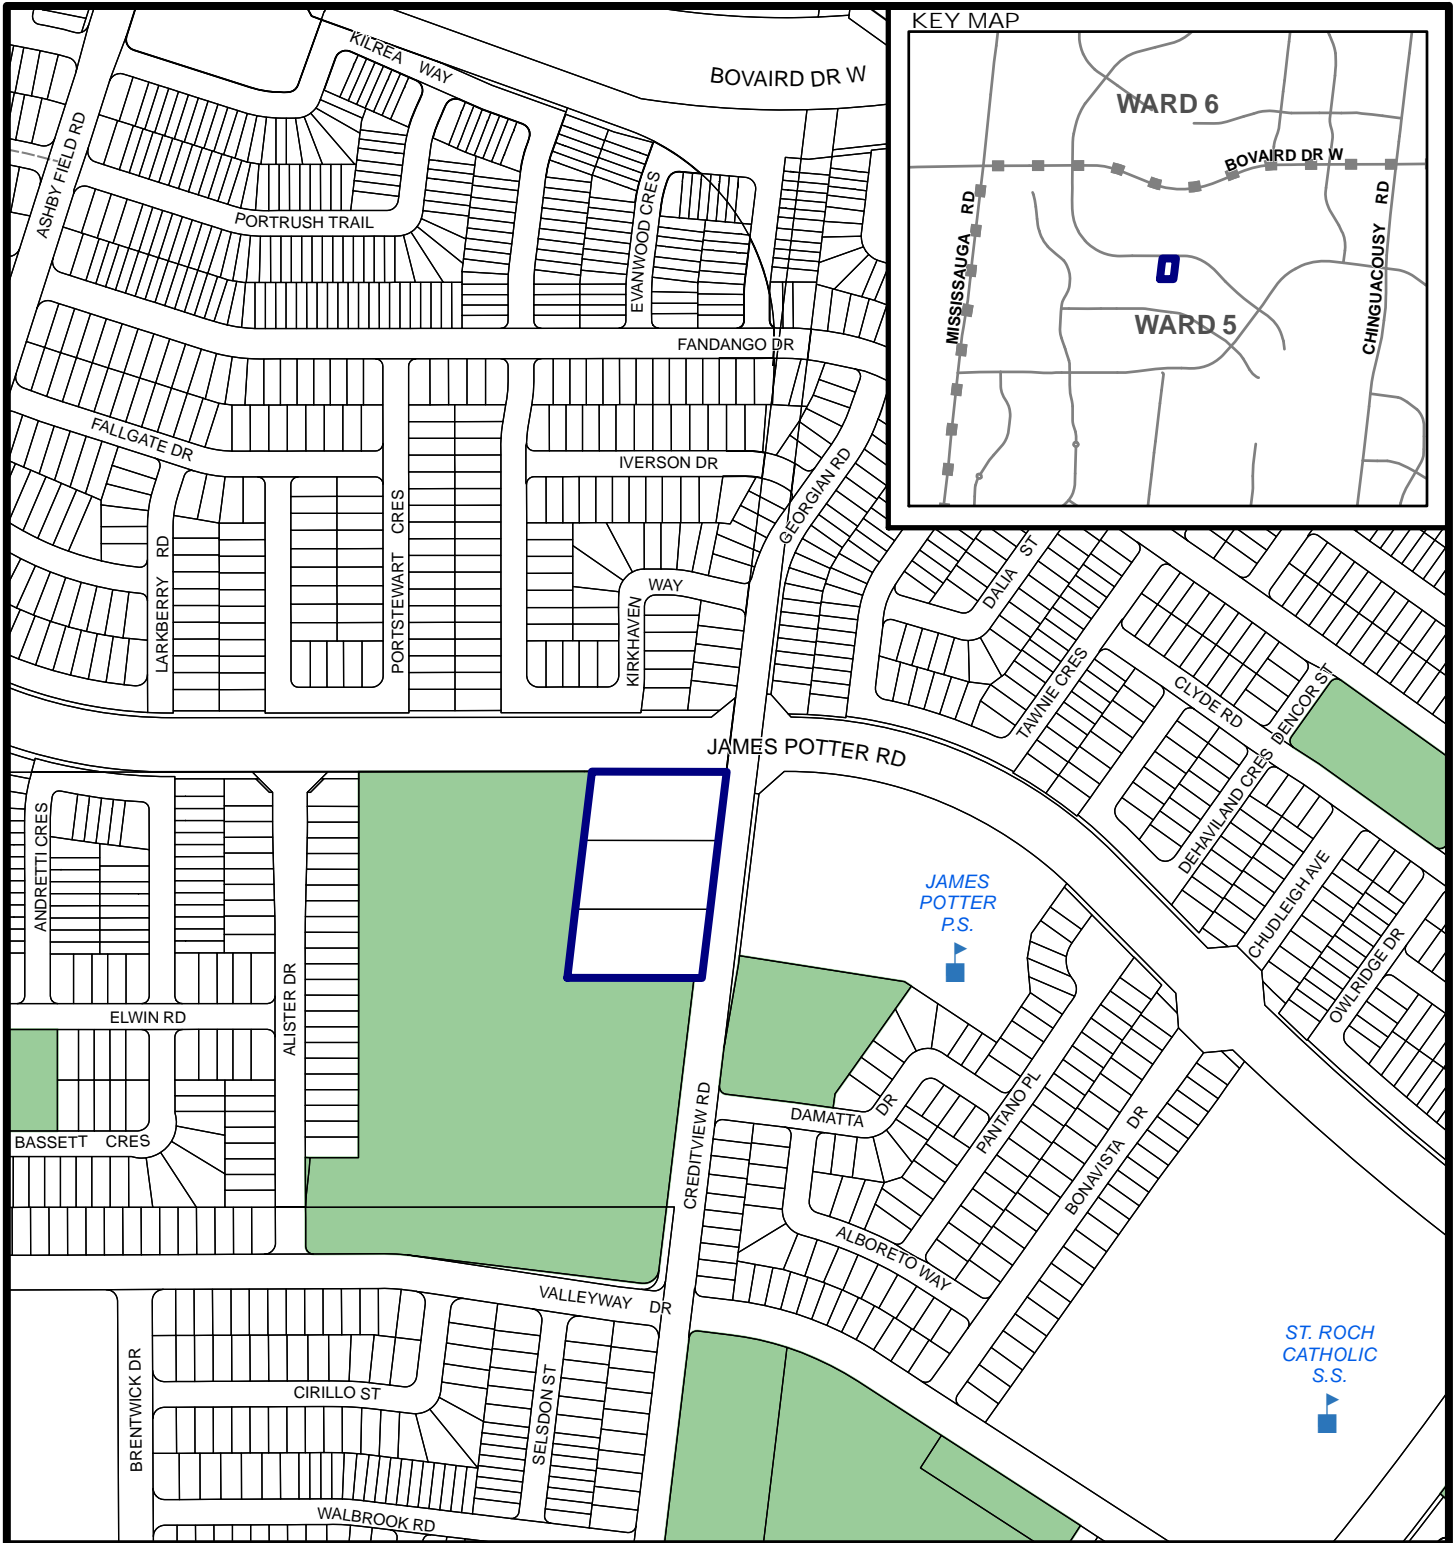 KEY MAP
WARD 6
BOVAIRD DR W
MISSISSAUGA RD
CHINGUACOUSY RD
WARD 5
KILREA WAY
BOVAIRD DR W
ASHBY FIELD RD
PORTRUSH TRAIL
EVANWOOD CRES
FANDANGO DR
FALLGATE DR
IVERSON DR
GEORGIAN RD
LARKBERRY RD
PORTSTEWART CRES
KIRKHAVEN WAY
DALIA ST
TAWNIE CRES
CLYDE RD
DENCOR ST
JAMES POTTER RD
DEHAVILAND CRES
CHUDLEIGH AVE
OWLRIDGE DR
ANDRETTI CRES
JAMES
POTTER
P.S.
ALISTER DR
ELWIN RD
BASSETT CRES
CREDITVIEW RD
DAMATTA DR
PANTANO PL
BONAVISTA DR
ALBORETO WAY
VALLEYWAY DR
BRENTWICK DR
CIRILLO ST
SELSDON ST
WALBROOK RD
ST. ROCH
CATHOLIC
S.S.